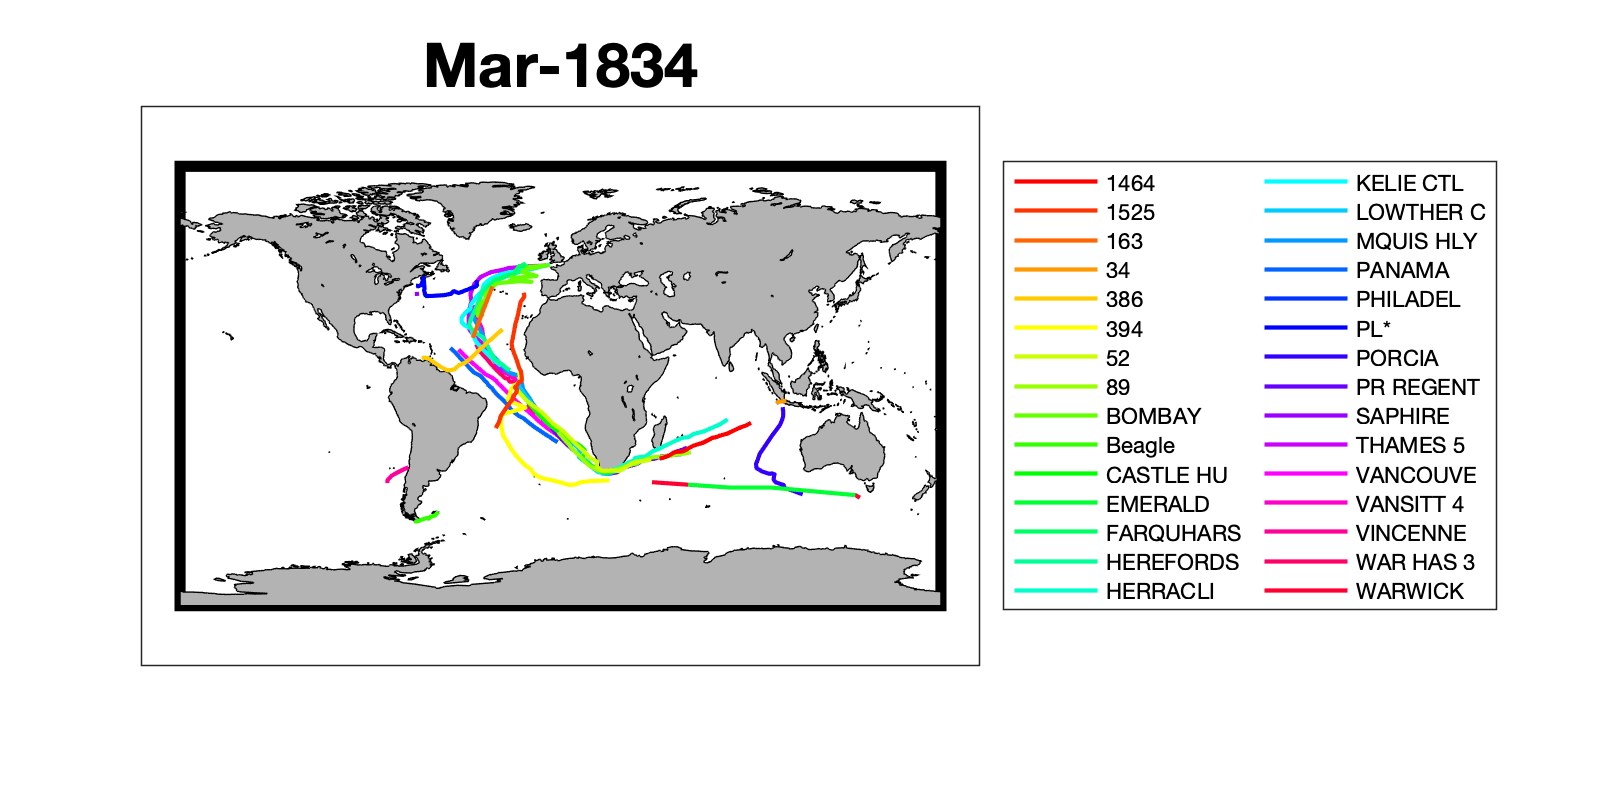 Mar-1834
1464
1525
163
34
386
394
52
89
BOMBAY
Beagle
CASTLE HU
EMERALD
FARQUHARS
HEREFORDS
HERRACLI
KELIE CTL
LOWTHER C
MQUIS HLY
PANAMA
PHILADEL
PL*
PORCIA
PR REGENT
SAPHIRE
THAMES 5
VANCOUVE
VANSITT 4
VINCENNE
WAR HAS 3
WARWICK